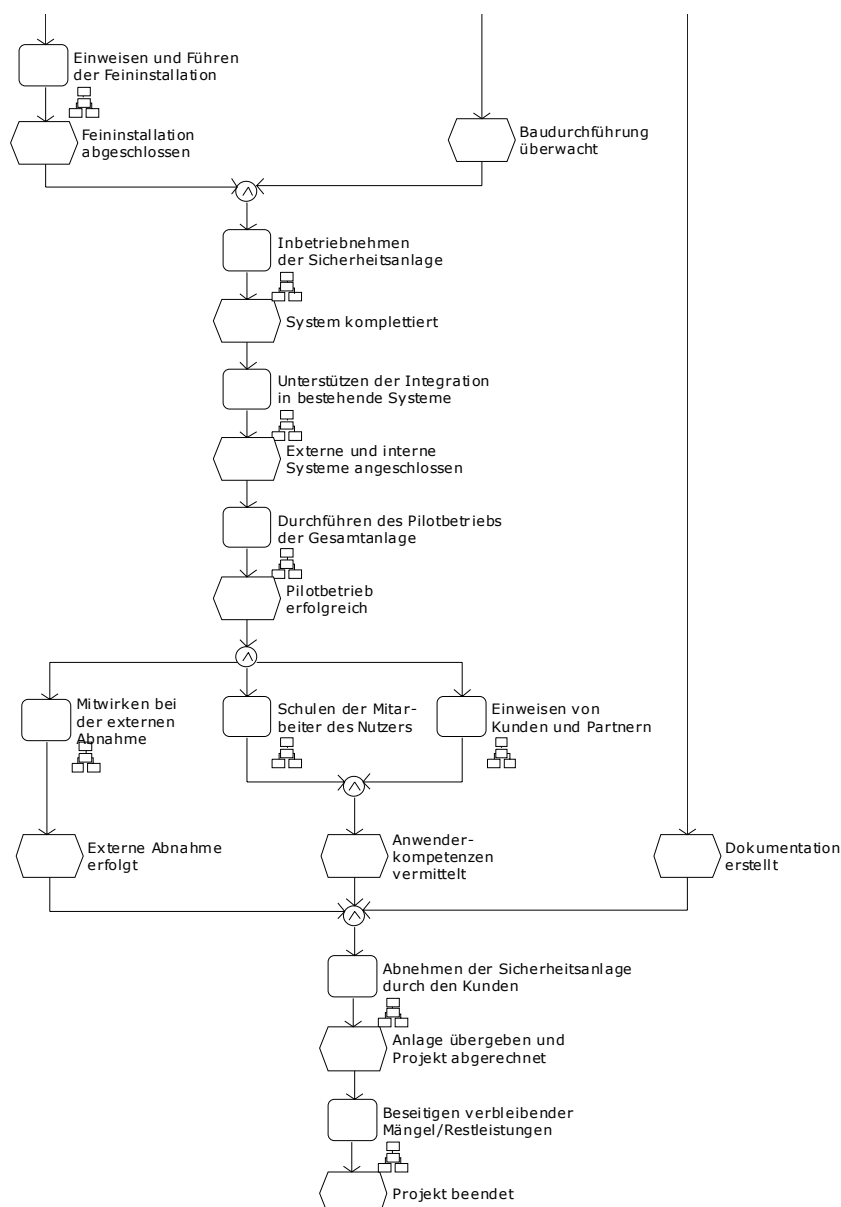 Einweisen und Führen
der Feininstallation
Feininstallation
abgeschlossen
Baudurchführung
überwacht
Inbetriebnehmen
der Sicherheitsanlage
System komplettiert
Unterstützen der Integration
in bestehende Systeme
Externe und interne
Systeme angeschlossen
Durchführen des Pilotbetriebs
der Gesamtanlage
Pilotbetrieb
erfolgreich
Mitwirken bei
der externen
Abnahme
Schulen der Mitar-
beiter des Nutzers
Einweisen von
Kunden und Partnern
Externe Abnahme
erfolgt
Anwender-
kompetenzen
vermittelt
Dokumentation
erstellt
Abnehmen der Sicherheitsanlage
durch den Kunden
Anlage übergeben und
Projekt abgerechnet
Beseitigen verbleibender
Mängel/Restleistungen
Projekt beendet